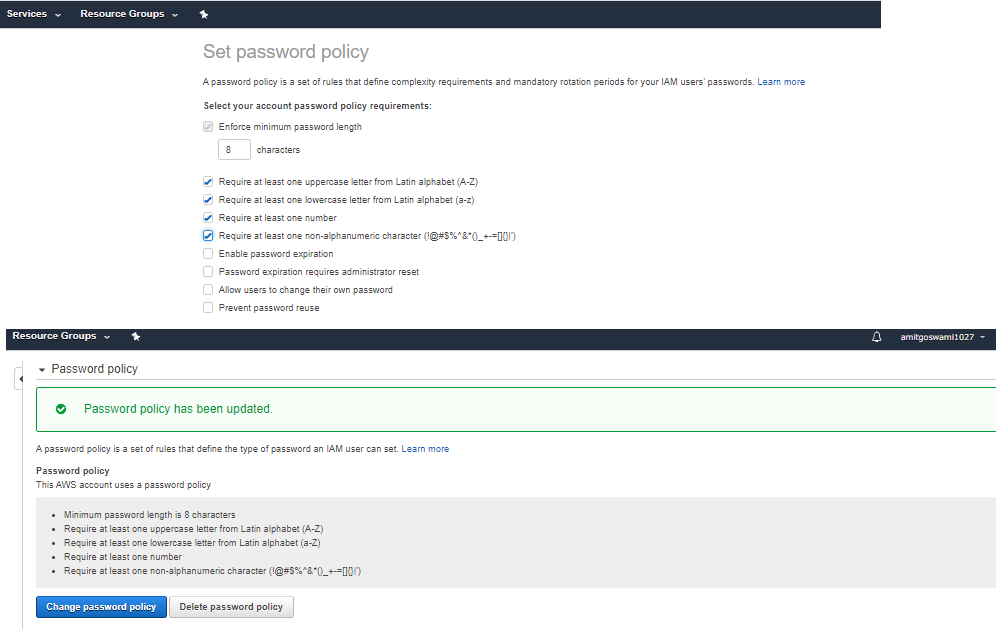 Services
Resource Groups
Set password policy
A password policy is a set of rules that define complexity requirements and mandatory rotation periods for your IAM users' passwords. Learn more
Select your account password policy requirements:
Enforce minimum password length
8 characters
Require at least one uppercase letter from Latin alphabet (A-Z)
Require at least one lowercase letter from Latin alphabet (a-z)
Require at least one number
Require at least one non-alphanumeric character (!@#$%^&*()_+-=[]{}|')
Enable password expiration
Password expiration requires administrator reset
Allow users to change their own password
Prevent password reuse
Resource Groups
amitgoswami1027
Password policy
Password policy has been updated.
A password policy is a set of rules that define the type of password an IAM user can set. Learn more
Password policy
This AWS account uses a password policy
Minimum password length is 8 characters
Require at least one uppercase letter from Latin alphabet (A-Z)
Require at least one lowercase letter from Latin alphabet (a-Z)
Require at least one number
Require at least one non-alphanumeric character (!@#$%^&*()_+-=[]{}|')
Change password policy
Delete password policy